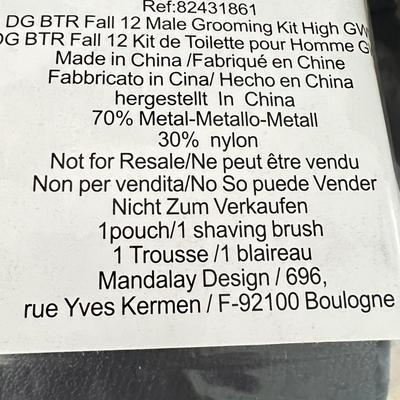 Ref:82431861
DG BTR Fall 12 Male Grooming Kit High GW
DG BTR Fall 12 Kit de Toilette pour Homme G
Made in China /Fabriqué en Chine
Fabbricato in Cina/ Hecho en China
hergestellt In China
70% Metal-Metallo-Metall
30% nylon
Not for Resale/Ne peut être vendu
Non per vendita/No So puede Vender
Nicht Zum Verkaufen
1pouch/1 shaving brush
1 Trousse /1 blaireau
Mandalay Design / 696,
rue Yves Kermen / F-92100 Boulogne